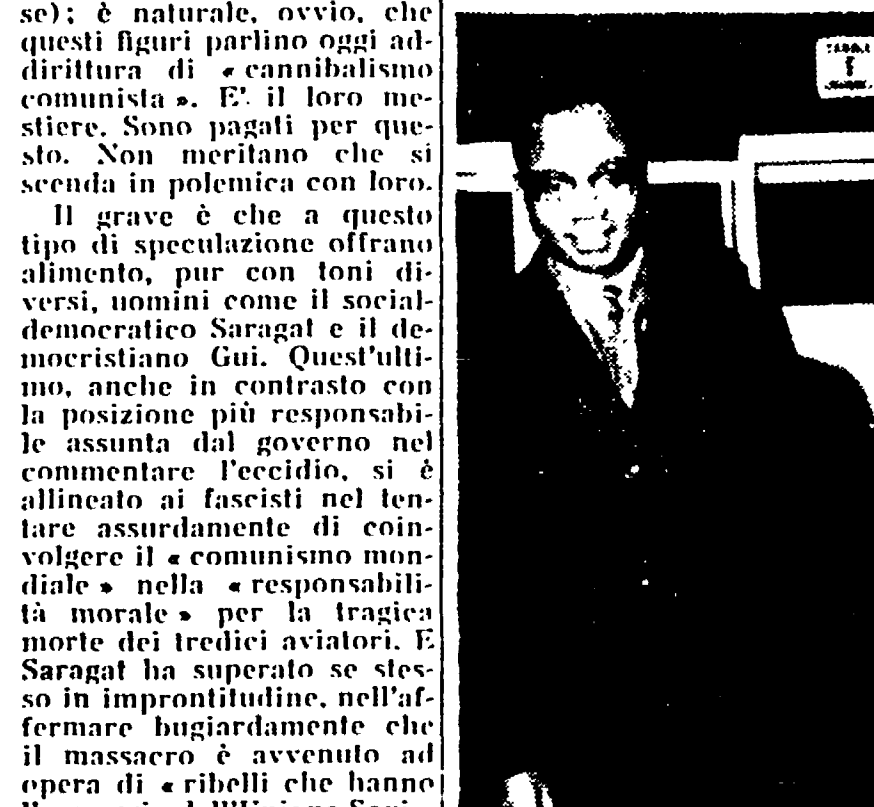 se); è naturale, ovvio, che
questi figuri parlino oggi ad-
dirittura di « cannibalismo
comunista ». E' il loro me-
stiere. Sono pagati per que-
sto. Non meritano che si
scenda in polemica con loro.
Il grave è che a questo
tipo di speculazione offrano
alimento, pur con toni di-
versi, uomini come il social-
democratico Saragat e il de-
mocristiano Gui. Quest'ulti-
mo, anche in contrasto con
la posizione più responsabi-
le assunta dal governo nel
commentare l'eccidio, si è
allineato ai fascisti nel ten-
tare assurdamente di coin-
volgere il « comunismo mon-
diale » nella « responsabili-
tà morale » per la tragica
morte dei tredici aviatori. E
Saragat ha superato se stes-
so in improntitudine, nell'af-
fermare bugiardamente che
il massacro è avvenuto ad
opera di « ribelli che hanno